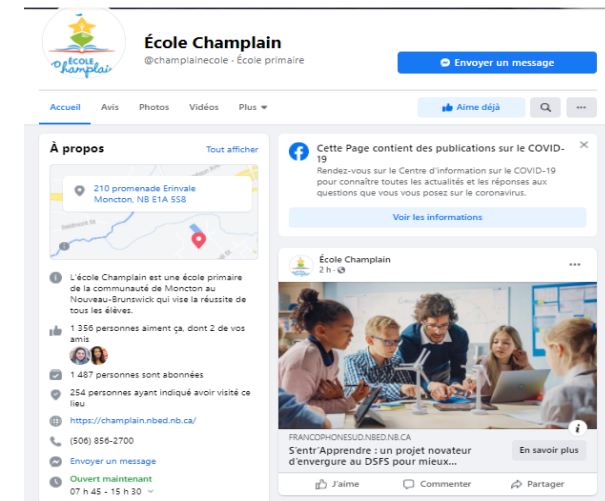 École Champlain
@champlainecole · École primaire
ÉCOLE
Champlain
Envoyer un message
Accueil Avis Photos Vidéos Plus
Aime déjà
À propos
Tout afficher
210 promenade Erinvale
Moncton, NB E1A 5S8
L'école Champlain est une école primaire
de la communauté de Moncton au
Nouveau-Brunswick qui vise la réussite de
tous les élèves.
1 356 personnes aiment ça, dont 2 de vos
amis
1 487 personnes sont abonnées
254 personnes ayant indiqué avoir visité ce
lieu
https://champlain.nbed.nb.ca/
(506) 856-2700
Envoyer un message
Ouvert maintenant
07 h 45 - 15 h 30
Cette Page contient des publications sur le COVID-
19
Rendez-vous sur le Centre d'information sur le COVID-19
pour connaître toutes les actualités et les réponses aux
questions que vous vous posez sur le coronavirus.
Voir les informations
École Champlain
2 h ·
FRANCOPHONESUD.NBED.NB.CA
S'entr'Apprendre : un projet novateur
d'envergure au DSFS pour mieux...
En savoir plus
J'aime
Commenter
Partager